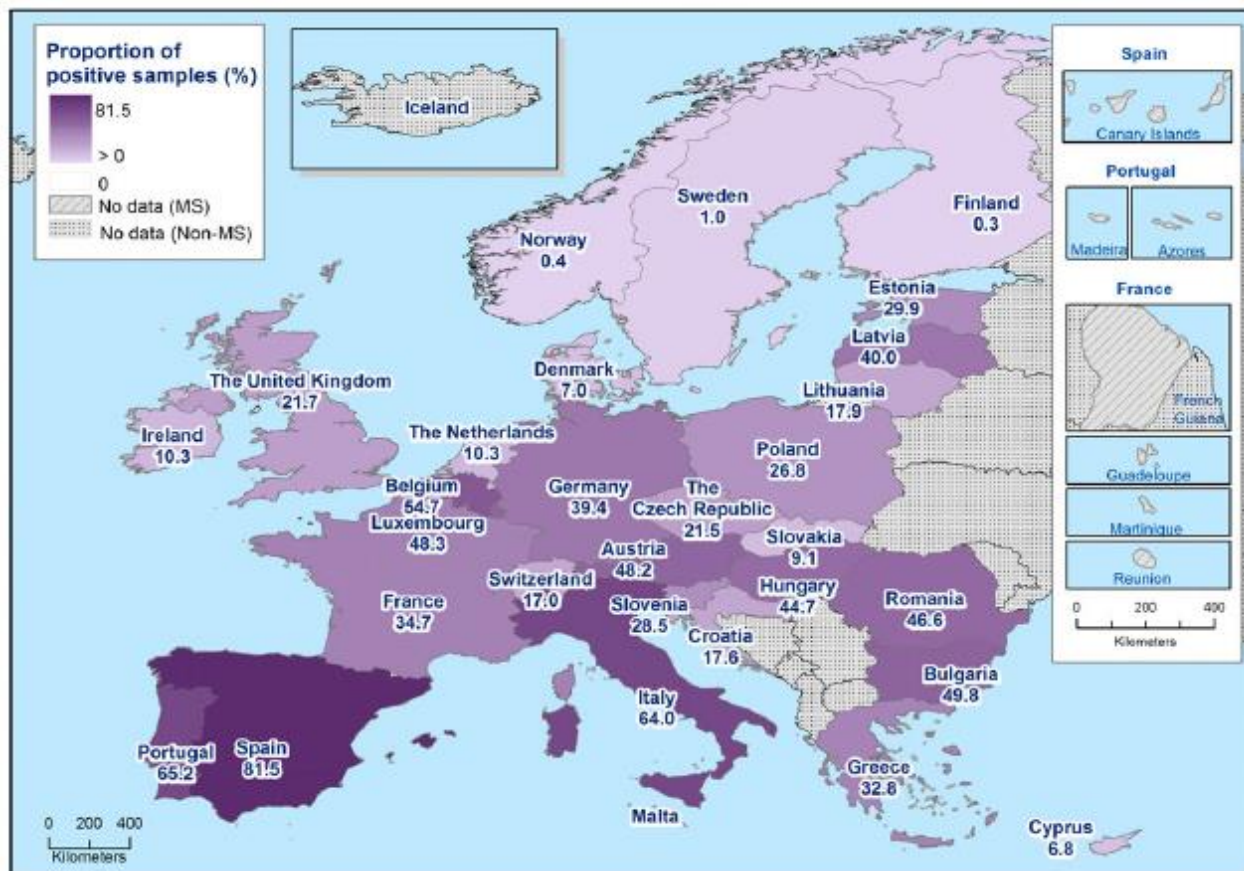 Proportion of
positive samples (%)
81.5
> 0
0
No data (MS)
No data (Non-MS)
Iceland
Sweden
1.0
Finland
0.3
Norway
0.4
Estonia
29.9
Latvia
40.0
Lithuania
17.9
Denmark
7.0
The United Kingdom
21.7
Ireland
10.3
The Netherlands
10.3
Poland
26.8
Belgium
54.7
Germany
39.4
The
Czech Republic
21.5
Luxembourg
48.3
Slovakia
9.1
Austria
48.2
Switzerland
17.0
Hungary
44.7
France
34.7
Slovenia
28.5
Romania
46.6
Croatia
17.6
Bulgaria
49.8
Italy
64.0
Portugal
65.2
Spain
81.5
Greece
32.8
Malta
Cyprus
6.8
0 200 400
Kilometers
Spain
Canary Islands
Portugal
Madeira
Azores
France
French
Guiana
Guadeloupe
Martinique
Reunion
0 200 400
Kilometers